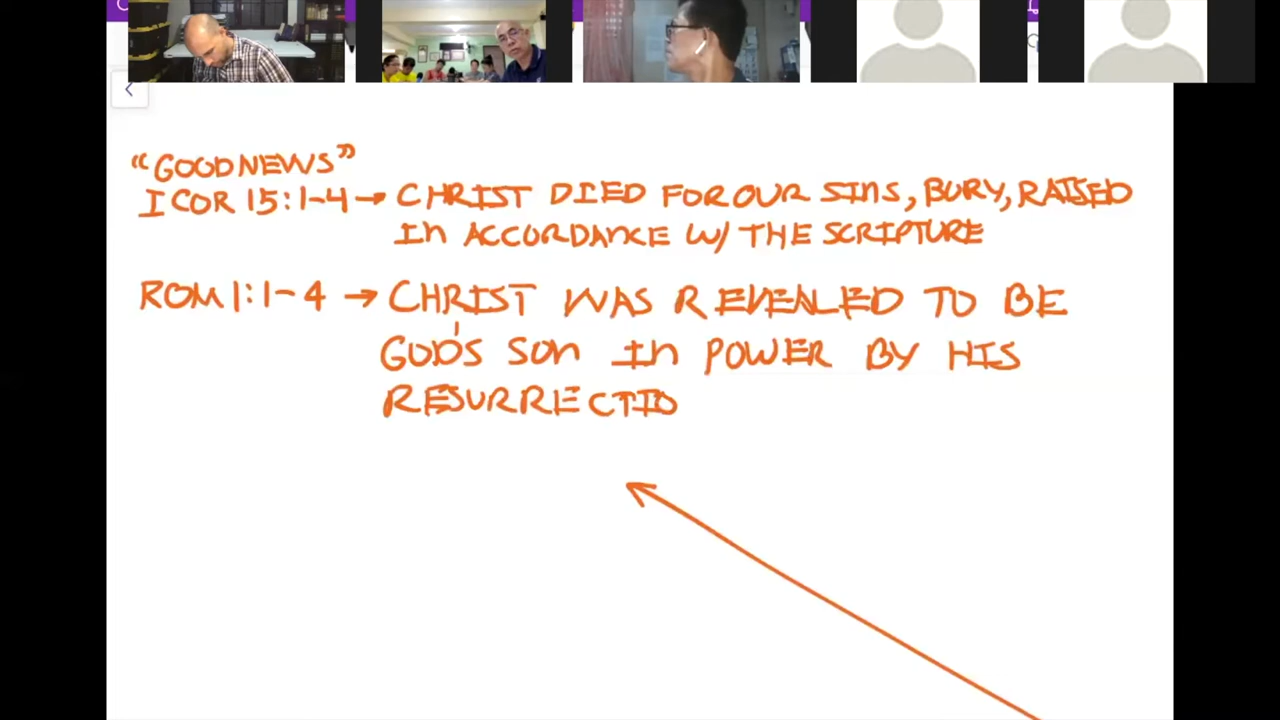 “GOODNEWS”
I COR 15:1-4 → CHRIST DIED FOR OUR SINS, BURY, RAISED
IN ACCORDANCE W/ THE SCRIPTURE
ROM 1:1-4 → CHRIST WAS REVEALED TO BE
GOD'S SON IN POWER BY HIS
RESURRECTIO